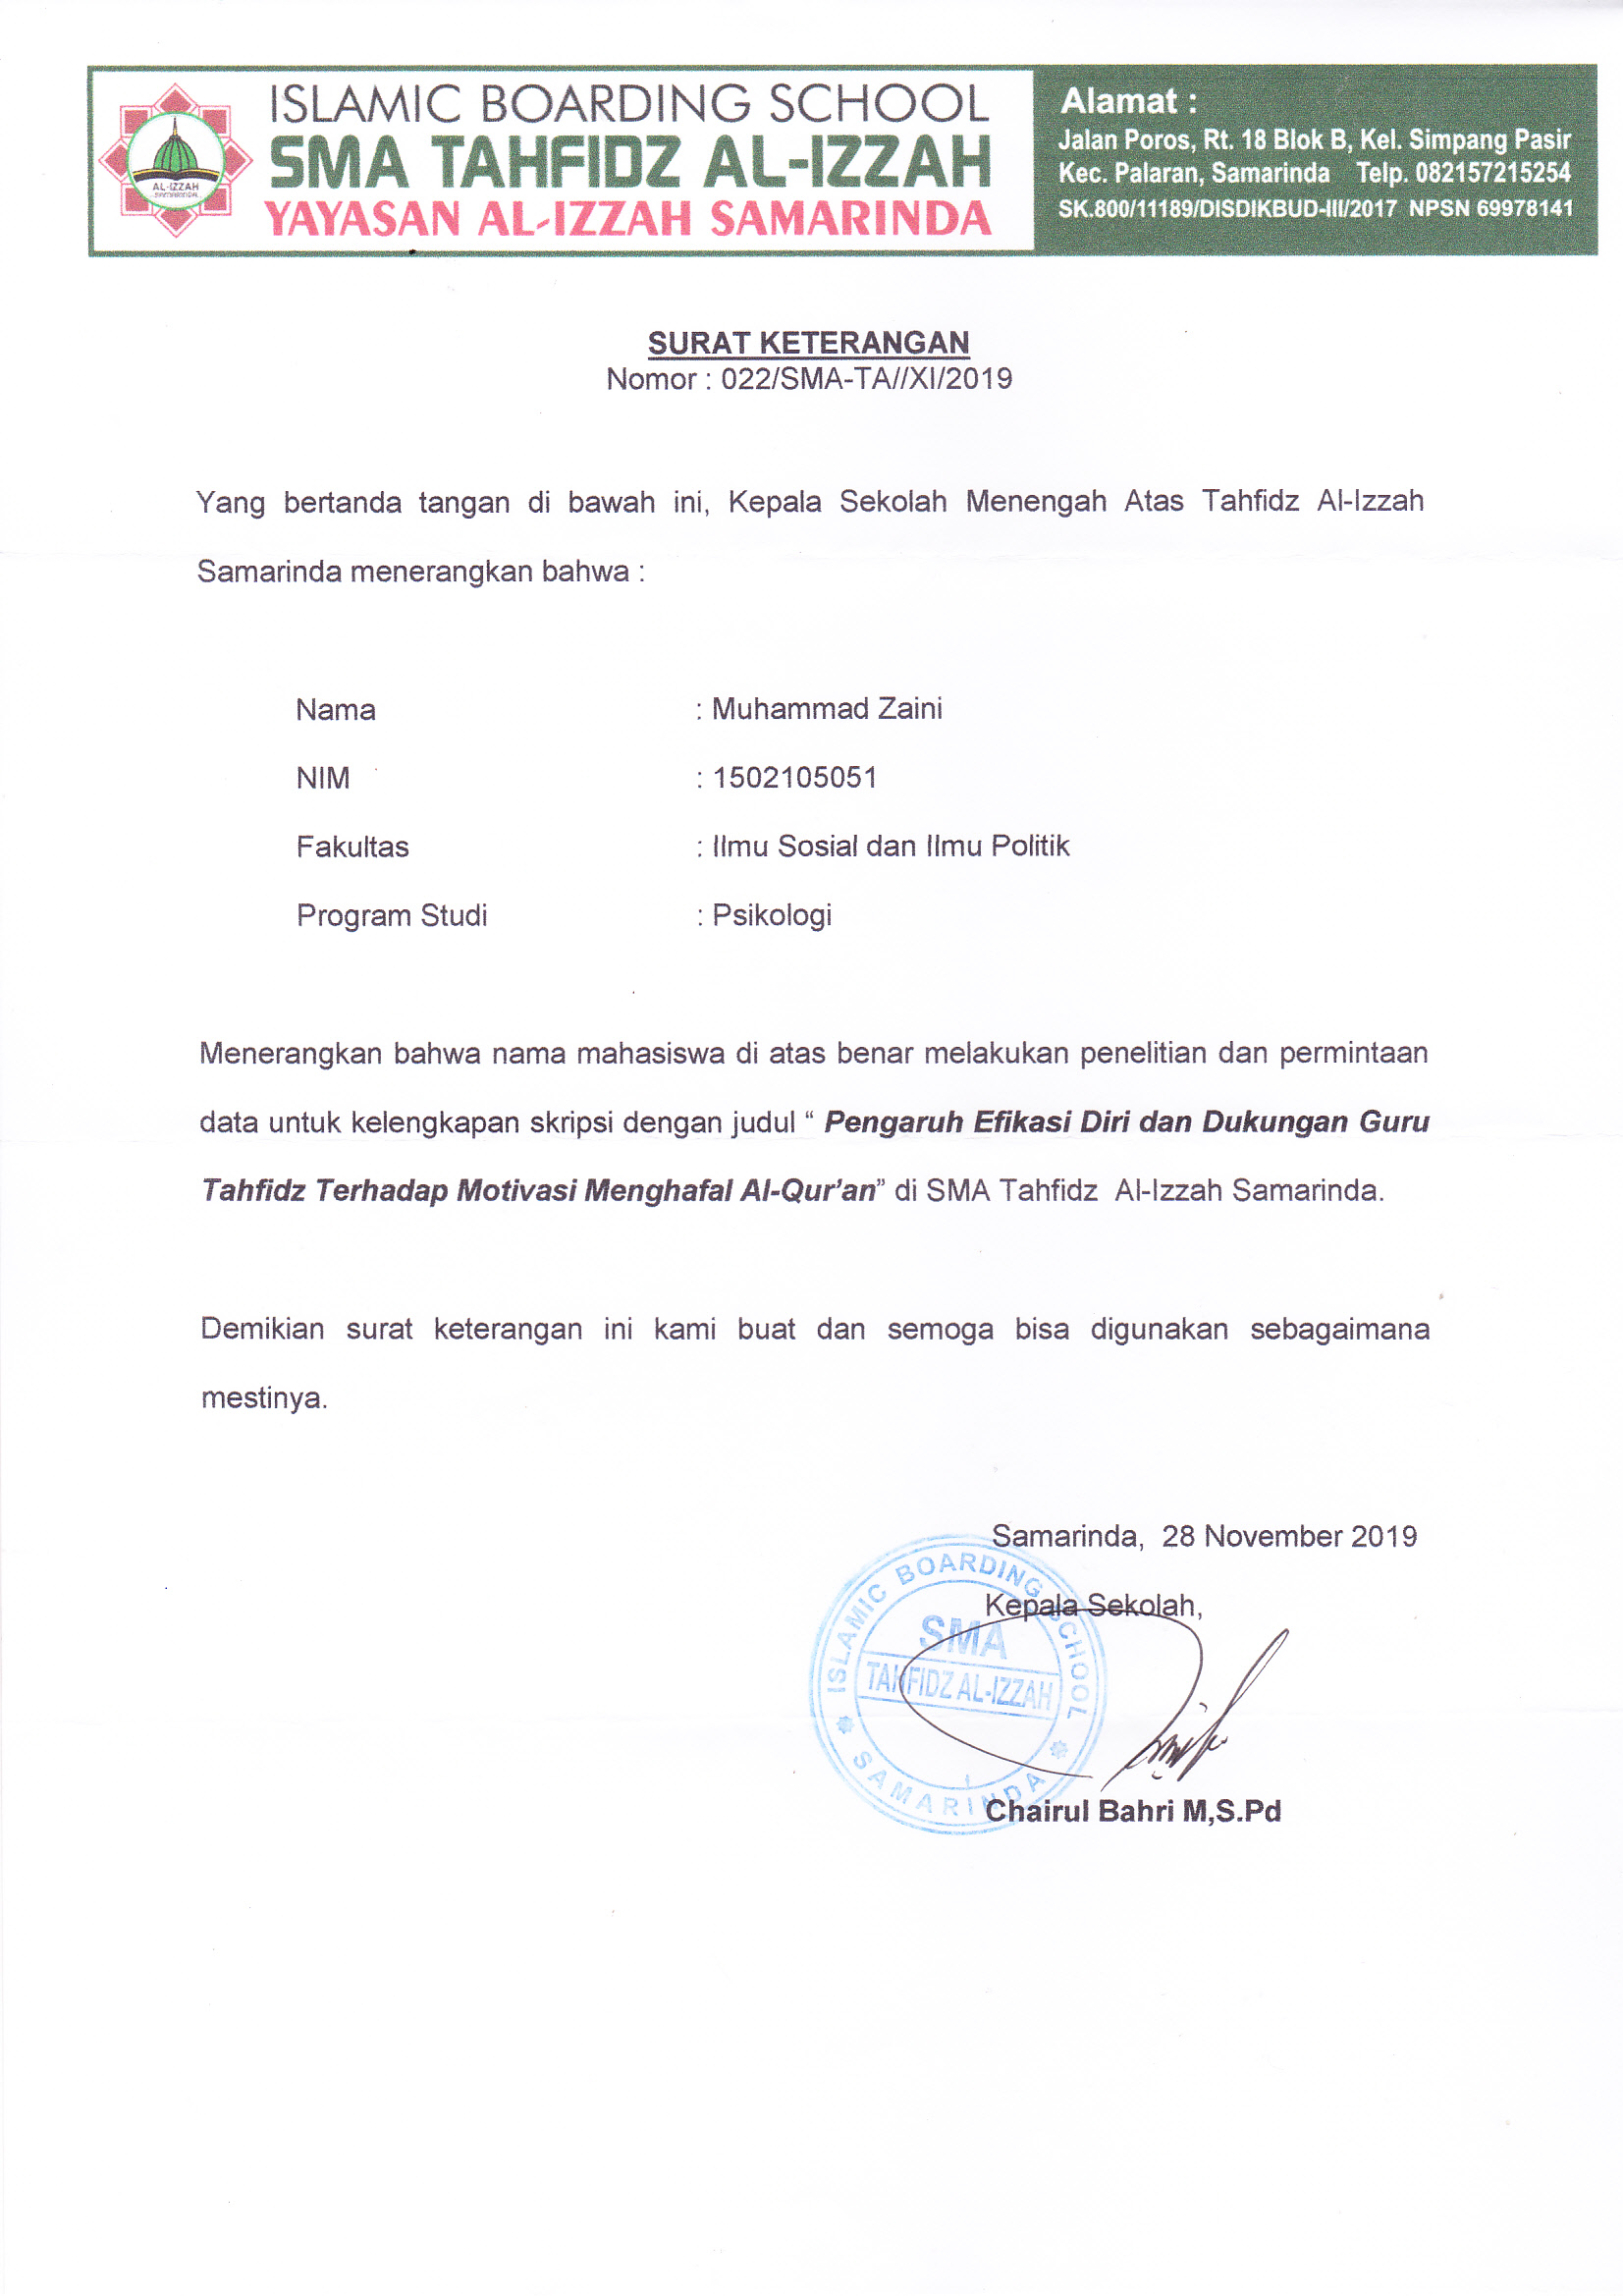 ISLAMIC BOARDING SCHOOL
SMA TAHFIDZ AL-IZZAH
YAYASAN AL-IZZAH SAMARINDA
AL-IZZAH
SAMARINDA
Alamat :
Jalan Poros, Rt. 18 Blok B, Kel. Simpang Pasir
Kec. Palaran, Samarinda Telp. 082157215254
SK.800/11189/DISDIKBUD-III/2017 NPSN 69978141
SURAT KETERANGAN
Nomor : 022/SMA-TA//XI/2019
Yang bertanda tangan di bawah ini, Kepala Sekolah Menengah Atas Tahfidz Al-Izzah
Samarinda menerangkan bahwa :
Nama : Muhammad Zaini
NIM : 1502105051
Fakultas : Ilmu Sosial dan Ilmu Politik
Program Studi : Psikologi
Menerangkan bahwa nama mahasiswa di atas benar melakukan penelitian dan permintaan
data untuk kelengkapan skripsi dengan judul “ Pengaruh Efikasi Diri dan Dukungan Guru
Tahfidz Terhadap Motivasi Menghafal Al-Qur’an” di SMA Tahfidz Al-Izzah Samarinda.
Demikian surat keterangan ini kami buat dan semoga bisa digunakan sebagaimana
mestinya.
Samarinda, 28 November 2019
Kepala Sekolah,
ISLAMIC BOARDING SCHOOL
SMA
TAHFIDZ AL-IZZAH
SAMARINDA
Chairul Bahri M,S.Pd